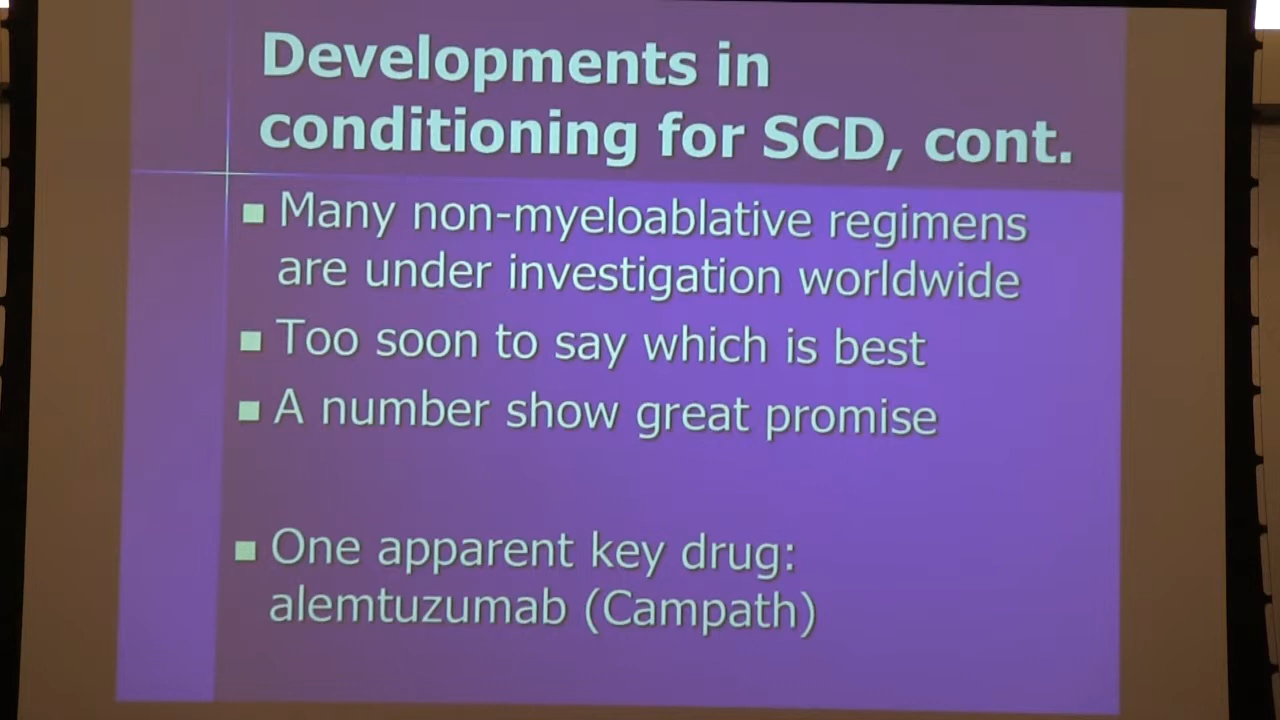 Developments in
conditioning for SCD, cont.
Many non-myeloablative regimens
are under investigation worldwide
Too soon to say which is best
A number show great promise
One apparent key drug:
alemtuzumab (Campath)